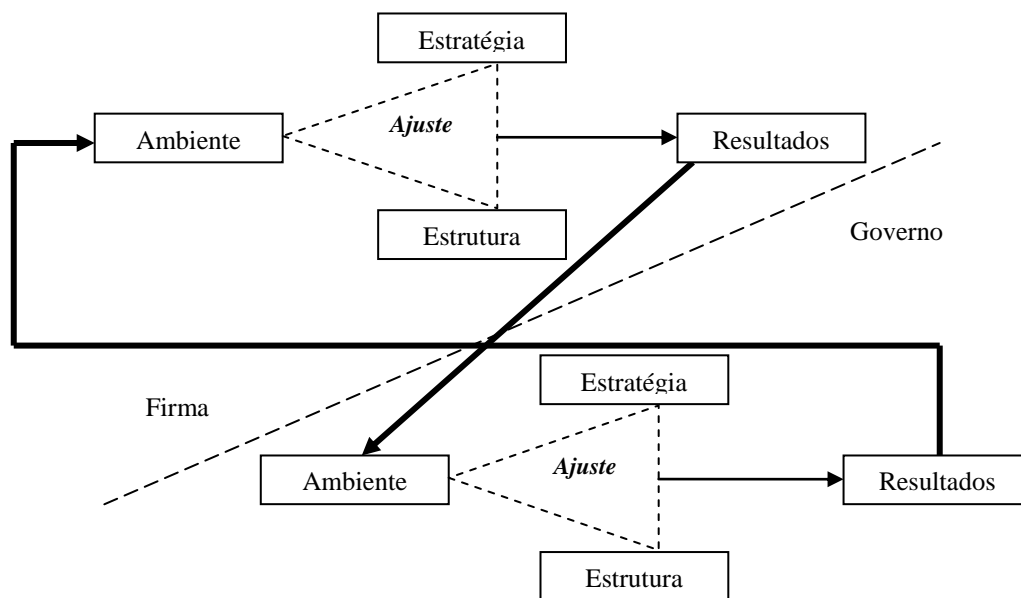 Estratégia
Ajuste
Ambiente
Resultados
Estrutura
Governo
Estratégia
Firma
Ajuste
Ambiente
Resultados
Estrutura